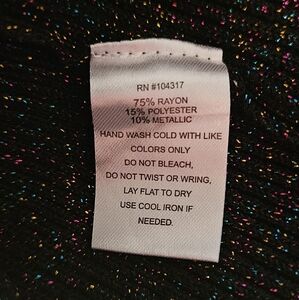 RN #104317
75% RAYON
15% POLYESTER
10% METALLIC
HAND WASH COLD WITH LIKE
COLORS ONLY
DO NOT BLEACH,
DO NOT TWIST OR WRING,
LAY FLAT TO DRY
USE COOL IRON IF
NEEDED.